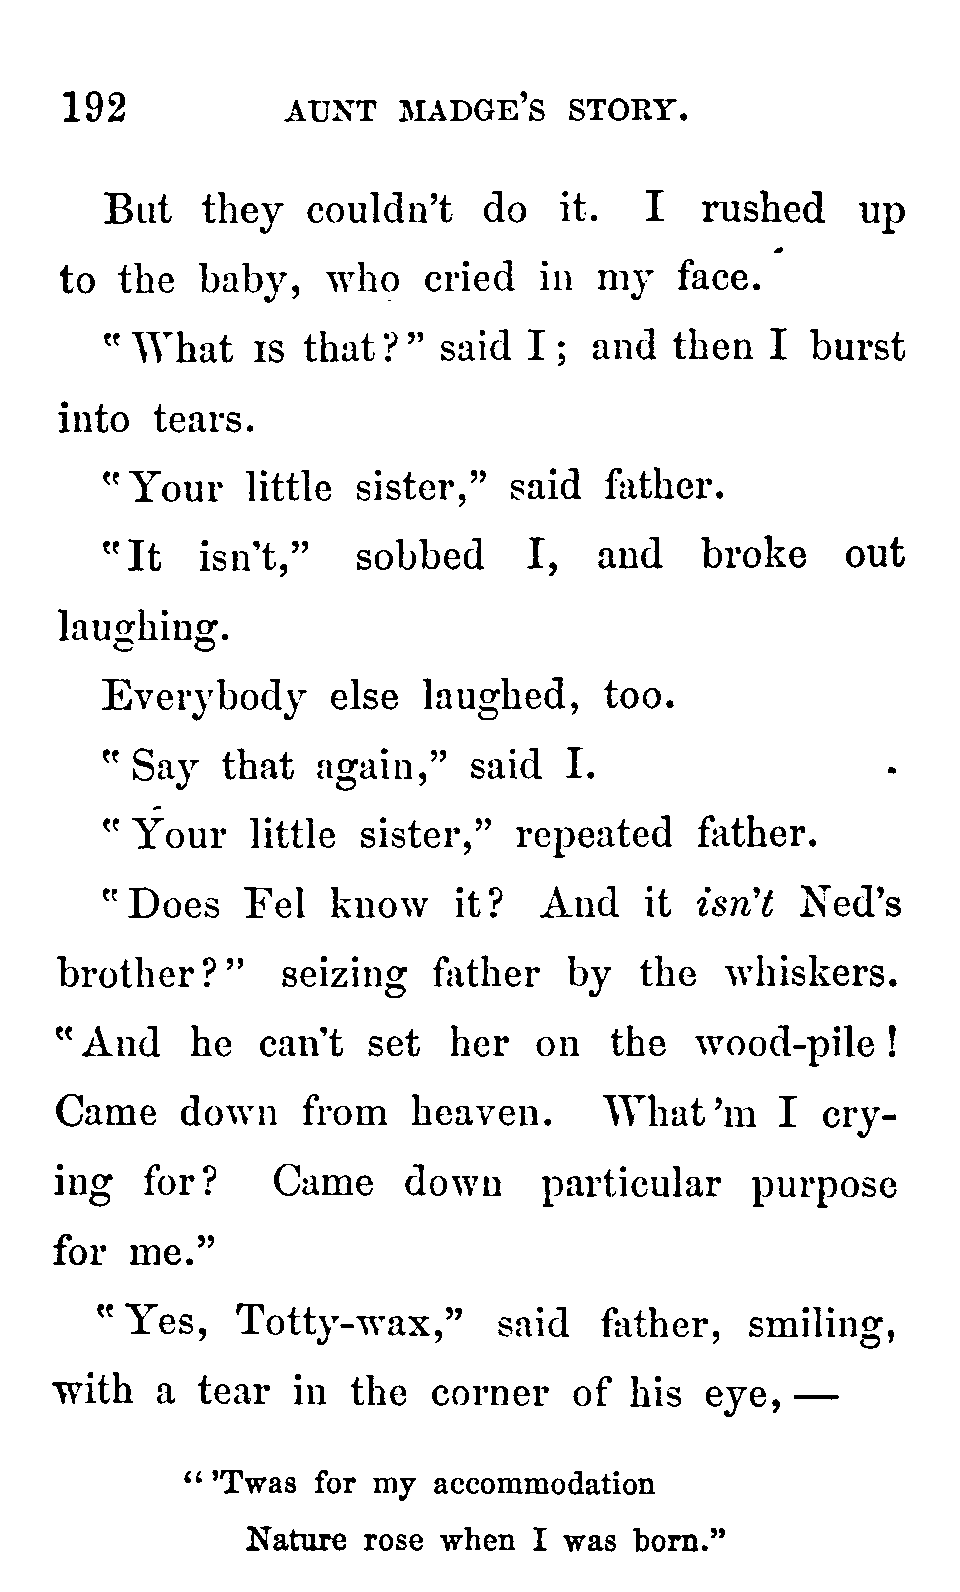 192 AUNT MADGE'S STORY.
But they couldn't do it. I rushed up
to the baby, who cried in my face.
"What is that?" said I; and then I burst
into tears.
"Your little sister," said father.
"It isn't," sobbed I, and broke out
laughing.
Everybody else laughed, too.
"Say that again," said I.
"Your little sister," repeated father.
"Does Fel know it? And it isn't Ned's
brother?" seizing father by the whiskers.
"And he can't set her on the wood-pile!
Came down from heaven. What'm I cry-
ing for? Came down particular purpose
for me."
"Yes, Totty-wax," said father, smiling,
with a tear in the corner of his eye,—
"'Twas for my accommodation
Nature rose when I was born."